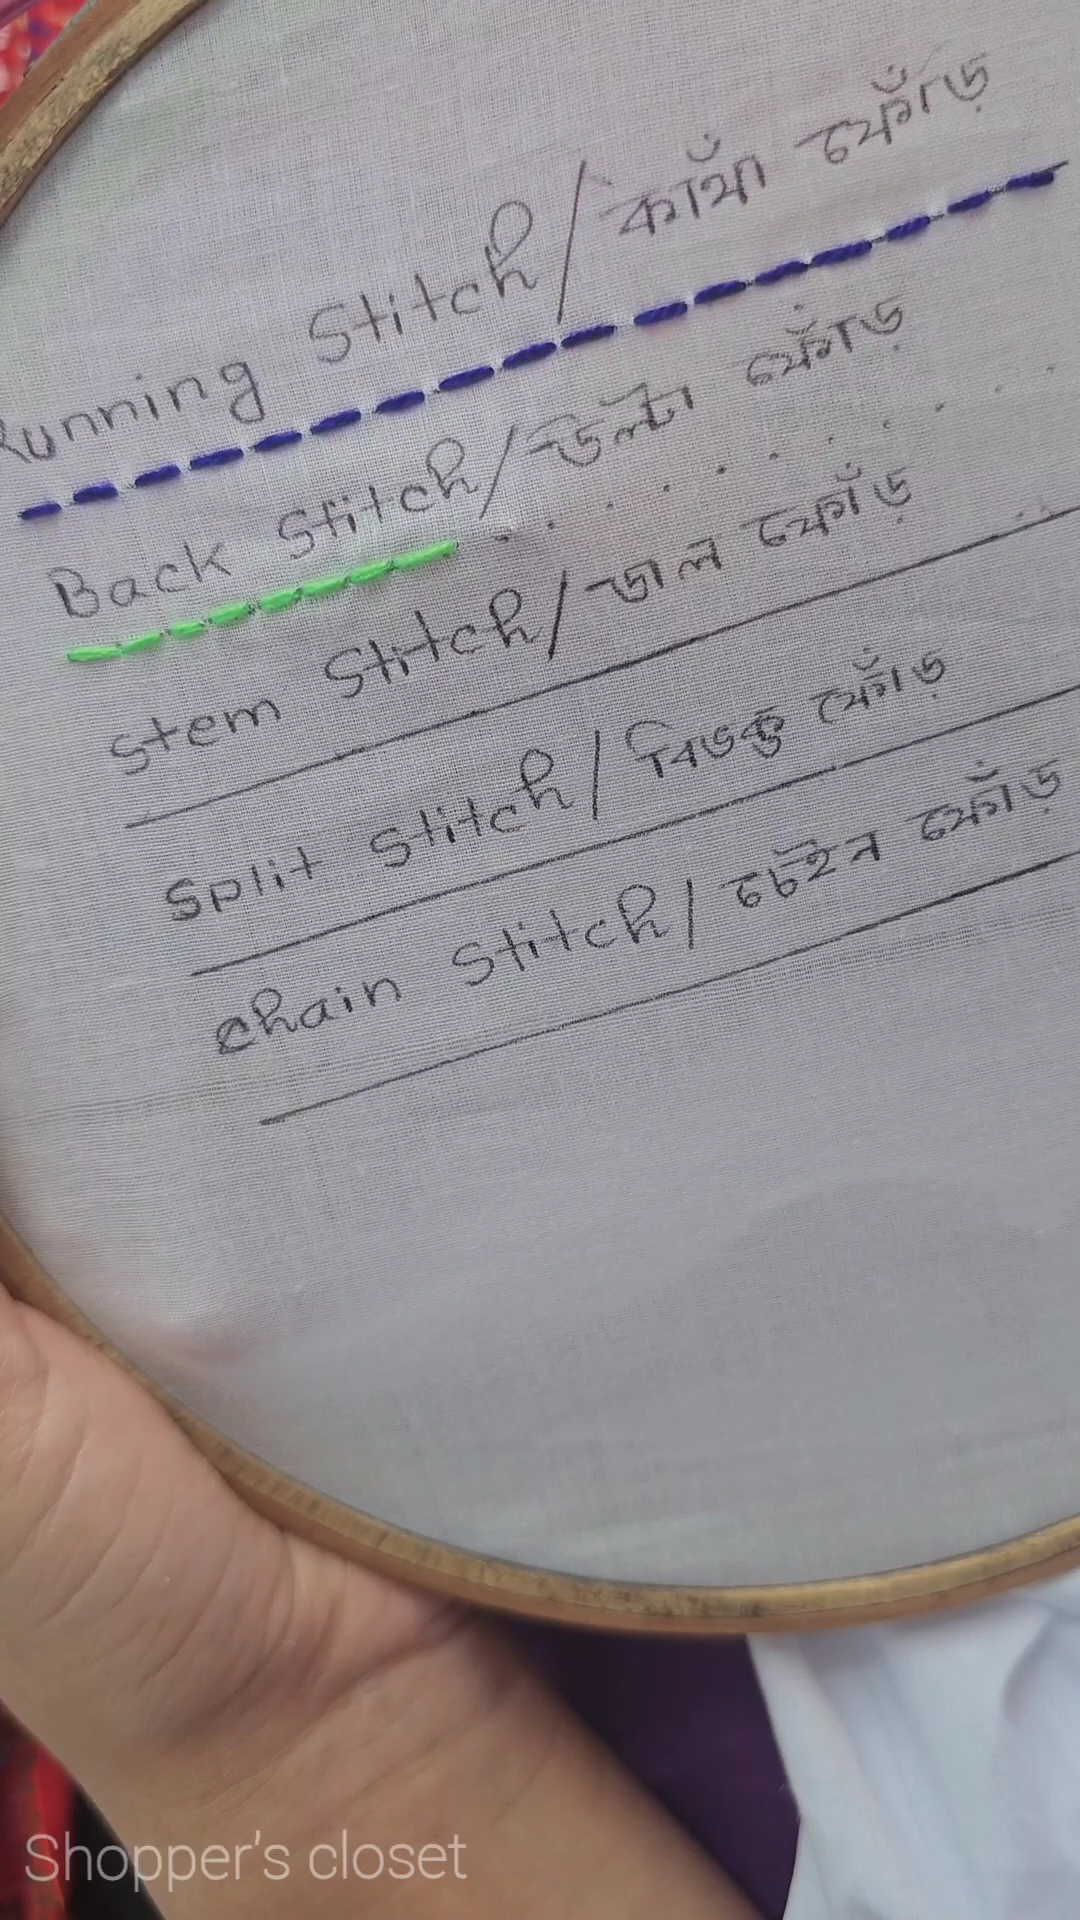 Running Stitch/কাথাঁ ফোঁড়
Back Stitch/উল্টা ফোঁড়
Stem Stitch/ডাল ফোঁড়
Split Stitch/বিভক্ত ফোঁড়
Chain Stitch/চেইন ফোঁড়
Shopper's closet